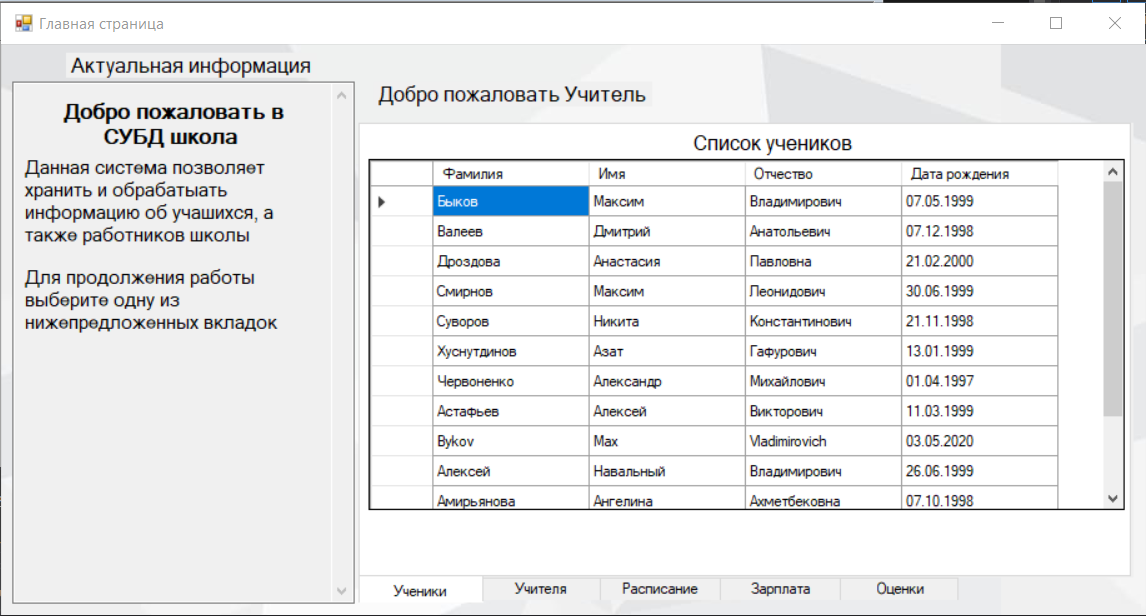 Главная страница
Актуальная информация
Добро пожаловать в
СУБД школа
Данная система позволяет
хранить и обрабатыать
информацию об учашихся, а
также работников школы
Для продолжения работы
выберите одну из
нижепредложенных вкладок
Добро пожаловать Учитель
Список учеников
Фамилия Имя Отчество Дата рождения
Быков Максим Владимирович 07.05.1999
Валеев Дмитрий Анатольевич 07.12.1998
Дроздова Анастасия Павловна 21.02.2000
Смирнов Максим Леонидович 30.06.1999
Суворов Никита Константинович 21.11.1998
Хуснутдинов Азат Гафурович 13.01.1999
Червоненко Александр Михайлович 01.04.1997
Астафьев Алексей Викторович 11.03.1999
Bykov Max Vladimirovich 03.05.2020
Алексей Навальный Владимирович 26.06.1999
Амирьянова Ангелина Ахметбековна 07.10.1998
Ученики Учителя Расписание Зарплата Оценки